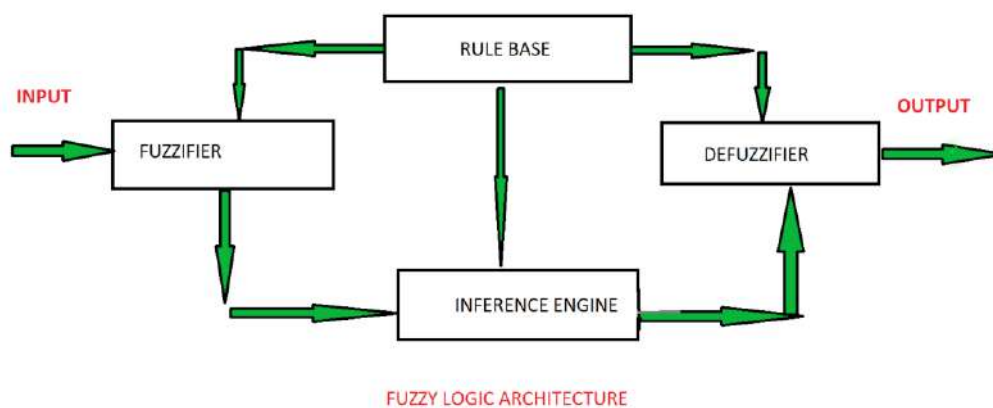 RULE BASE
INPUT
OUTPUT
FUZZIFIER
DEFUZZIFIER
INFERENCE ENGINE
FUZZY LOGIC ARCHITECTURE